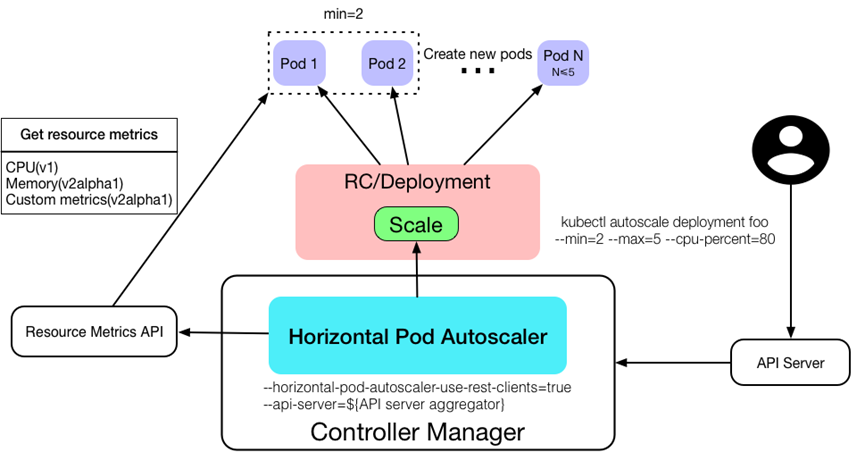 min=2
Pod 1
Pod 2
Create new pods
...
Pod N
N≤5
Get resource metrics
CPU(v1)
Memory(v2alpha1)
Custom metrics(v2alpha1)
RC/Deployment
Scale
kubectl autoscale deployment foo
--min=2 --max=5 --cpu-percent=80
Resource Metrics API
Horizontal Pod Autoscaler
API Server
--horizontal-pod-autoscaler-use-rest-clients=true
--api-server=${API server aggregator}
Controller Manager